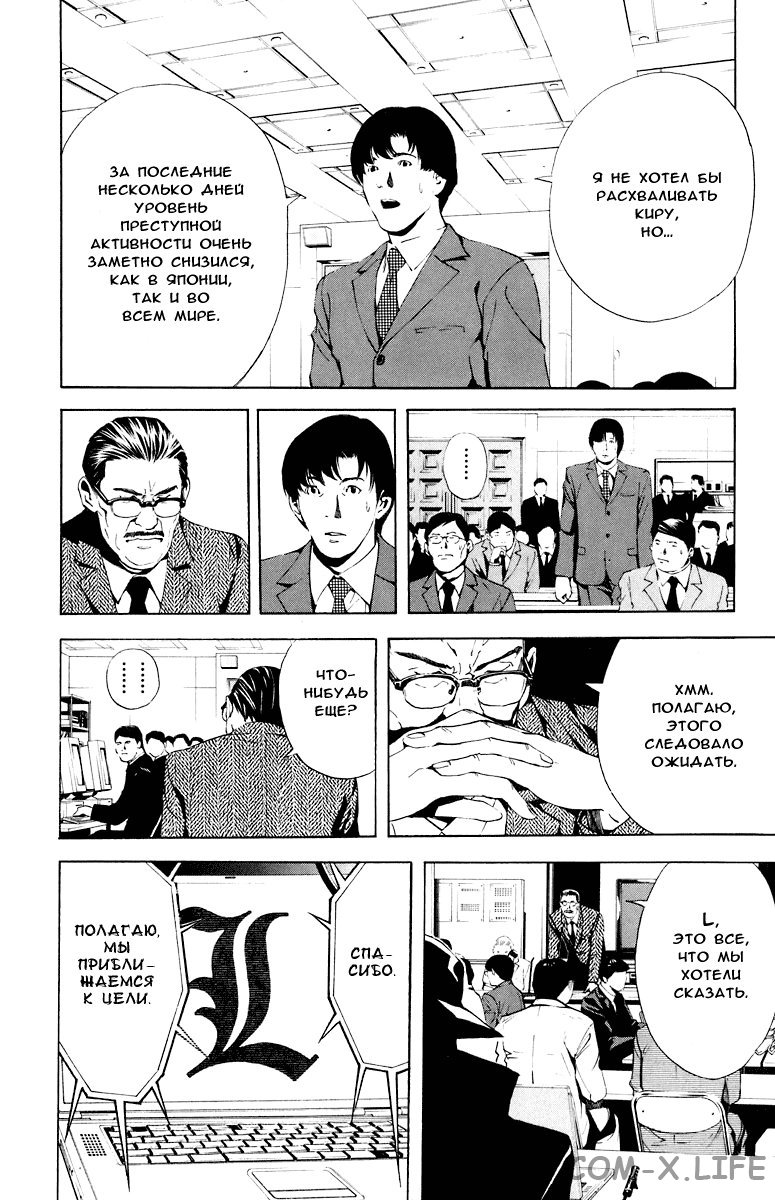 Я НЕ ХОТЕЛ БЫ
РАСХВАЛИВАТЬ
КИРУ,
НО...
ЗА ПОСЛЕДНИЕ
НЕСКОЛЬКО ДНЕЙ
УРОВЕНЬ
ПРЕСТУПНОЙ
АКТИВНОСТИ ОЧЕНЬ
ЗАМЕТНО СНИЗИЛСЯ,
КАК В ЯПОНИИ,
ТАК И ВО
ВСЕМ МИРЕ.
......
ХММ.
ПОЛАГАЮ,
ЭТОГО
СЛЕДОВАЛО
ОЖИДАТЬ.
ЧТО-
НИБУДЬ
ЕЩЕ?
......
L,
ЭТО ВСЕ,
ЧТО МЫ
ХОТЕЛИ
СКАЗАТЬ.
СПА-
СИБО.
ПОЛАГАЮ,
МЫ
ПРИБЛИ-
ЖАЕМСЯ
К ЦЕЛИ.
L
COM-X.LIFE